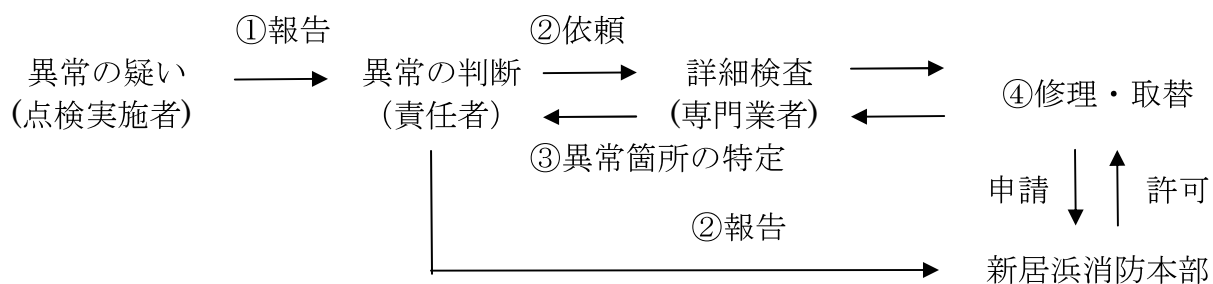 ①報告
②依頼
異常の疑い
(点検実施者)
異常の判断
(責任者)
詳細検査
(専門業者)
④修理・取替
③異常箇所の特定
申請
許可
②報告
新居浜消防本部